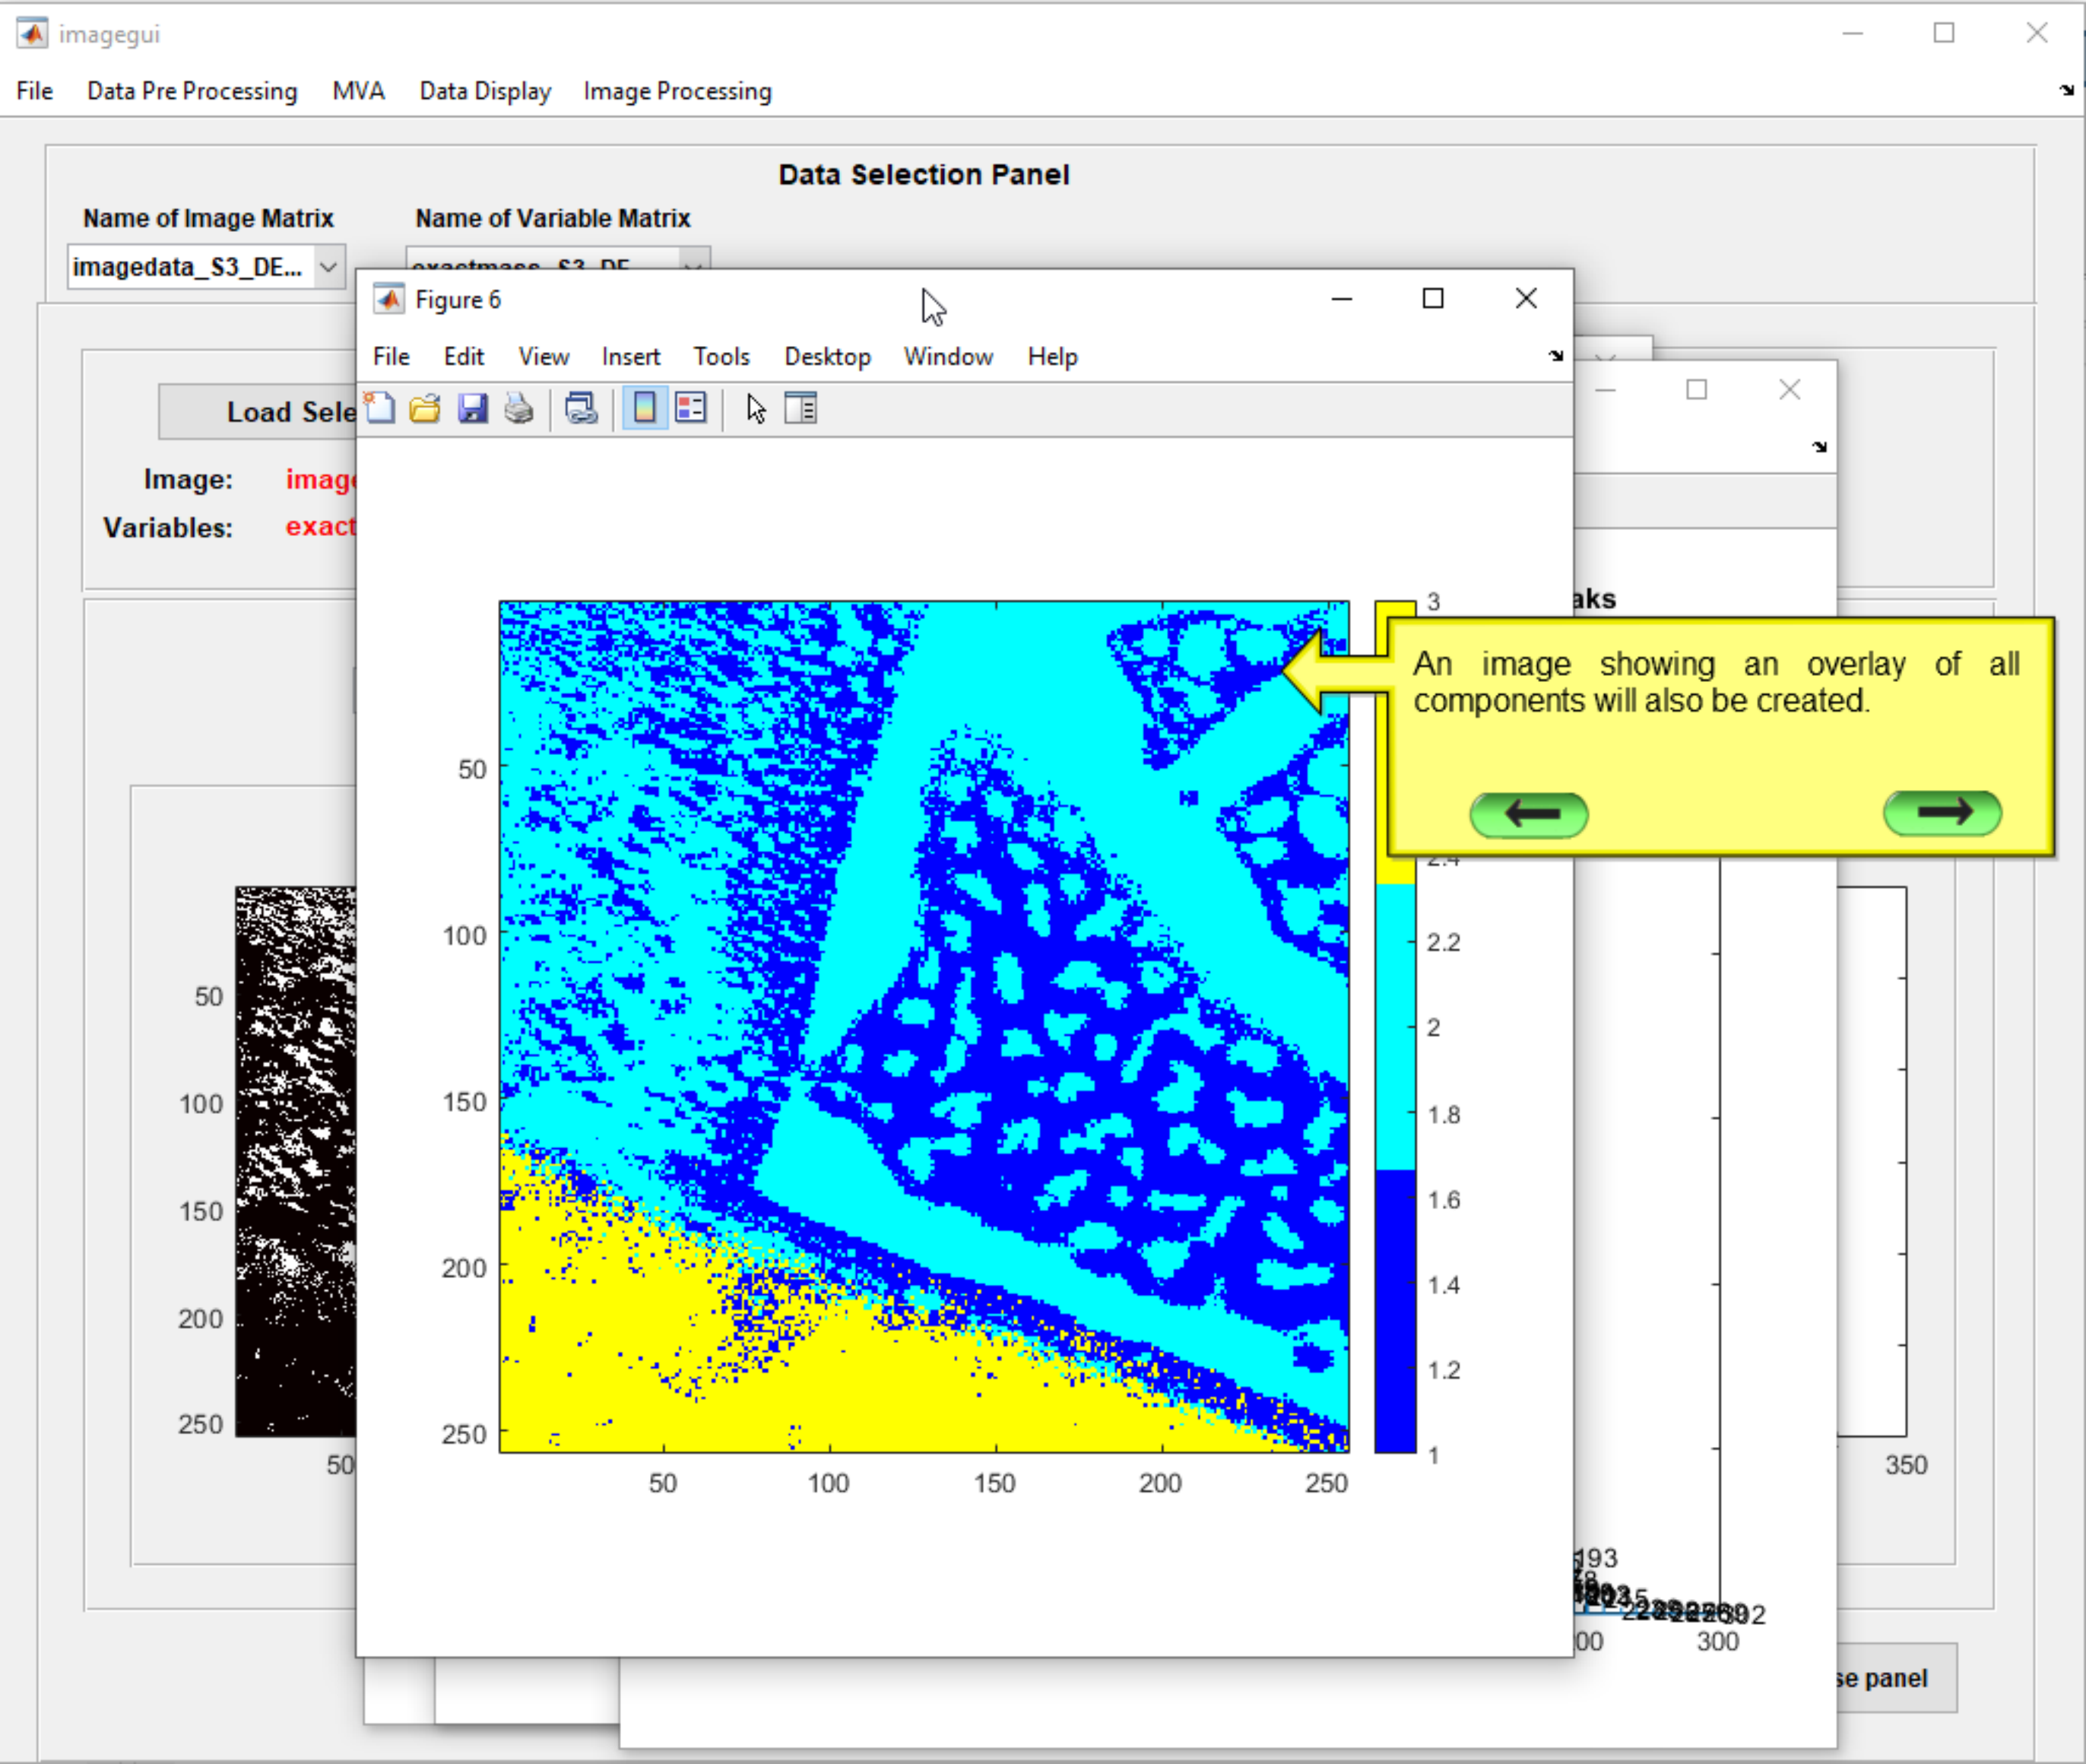 imagegui
File Data Pre Processing MVA Data Display Image Processing
Data Selection Panel
Name of Image Matrix Name of Variable Matrix
imagedata_S3_DE...
Figure 6
File Edit View Insert Tools Desktop Window Help
Load Sele
Image: image
Variables: exact
aks
An image showing an overlay of all
components will also be created.
3
2.4
2.2
2
1.8
1.6
1.4
1.2
1
50
100
150
200
250
50 100 150 200 250
50
100
150
200
250
50
350
193
300
se panel